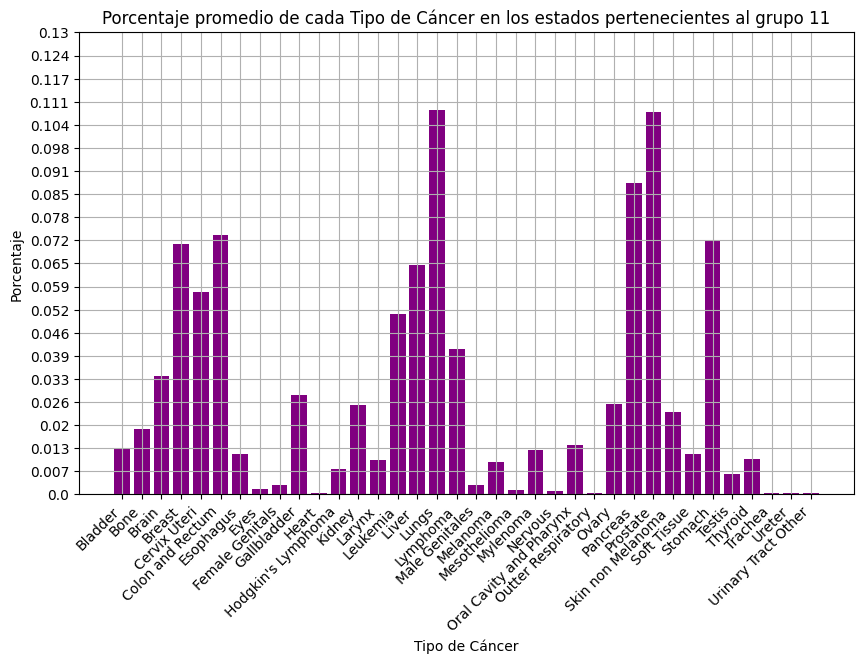 Porcentaje promedio de cada Tipo de Cáncer en los estados pertenecientes al grupo 11
0.13
0.124
0.117
0.111
0.104
0.098
0.091
0.085
0.078
0.072
0.065
0.059
0.052
0.046
0.039
0.033
0.026
0.02
0.013
0.007
0.0
Porcentaje
Bladder
Bone
Brain
Breast
Cervix Uteri
Colon and Rectum
Esophagus
Eyes
Female Genitals
Gallbladder
Heart
Hodgkin's Lymphoma
Kidney
Larynx
Leukemia
Liver
Lungs
Lymphoma
Male Genitales
Melanoma
Mesothelioma
Mylenoma
Nervous
Oral Cavity and Pharynx
Outter Respiratory
Ovary
Pancreas
Prostate
Skin non Melanoma
Soft Tissue
Stomach
Testis
Thyroid
Trachea
Ureter
Urinary Tract Other
Tipo de Cáncer